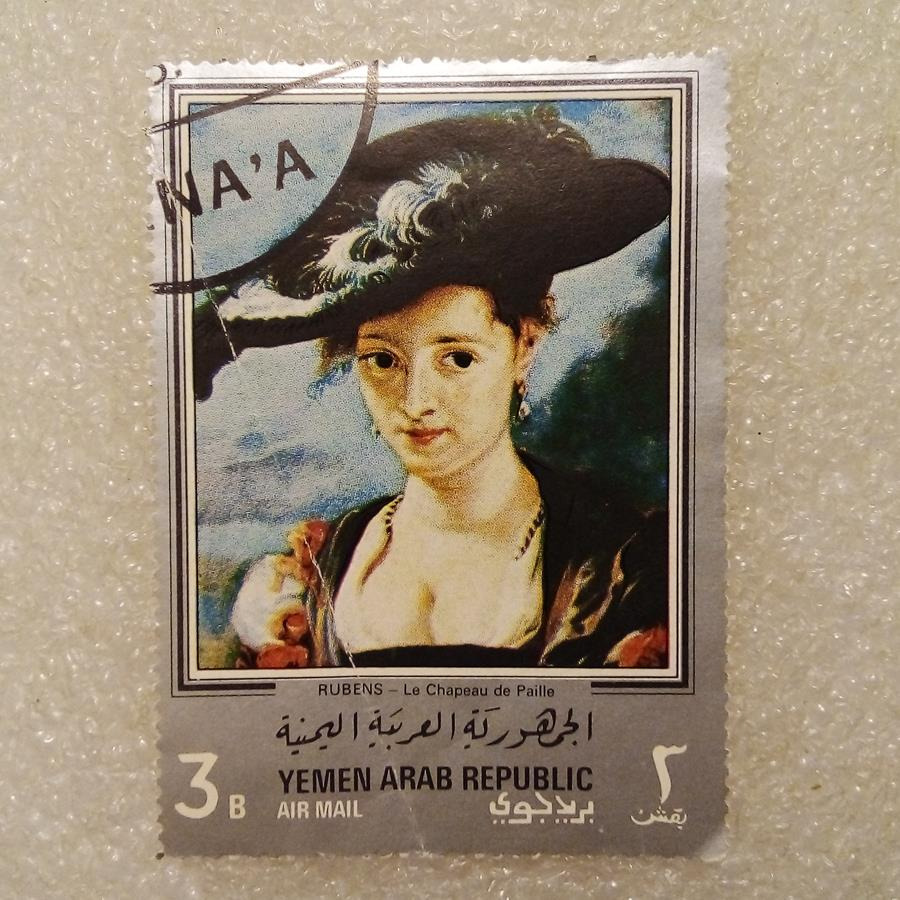 NA'A
RUBENS – Le Chapeau de Paille
الجمهورية العربية اليمنية
3 B
YEMEN ARAB REPUBLIC
٣
AIR MAIL
بريد جوي
بقش